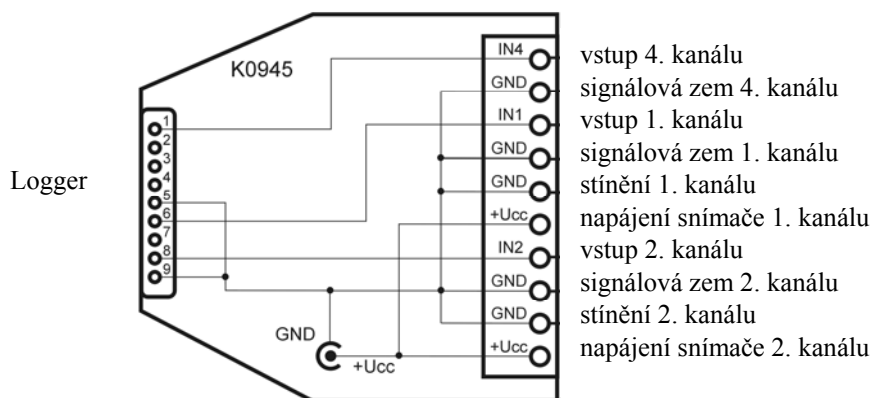 K0945
Logger
1
2
3
4
5
6
7
8
9
IN4 vstup 4. kanálu
GND signálová zem 4. kanálu
IN1 vstup 1. kanálu
GND signálová zem 1. kanálu
GND stínění 1. kanálu
+Ucc napájení snímače 1. kanálu
IN2 vstup 2. kanálu
GND signálová zem 2. kanálu
GND stínění 2. kanálu
+Ucc napájení snímače 2. kanálu
GND
+Ucc